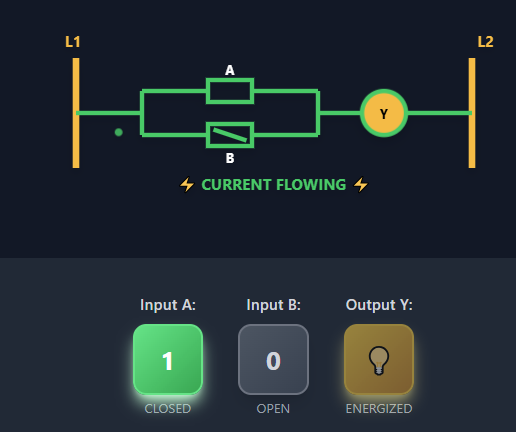 L1 L2
A
Y
B
⚡ CURRENT FLOWING ⚡
Input A: Input B: Output Y:
1 0
CLOSED OPEN ENERGIZED